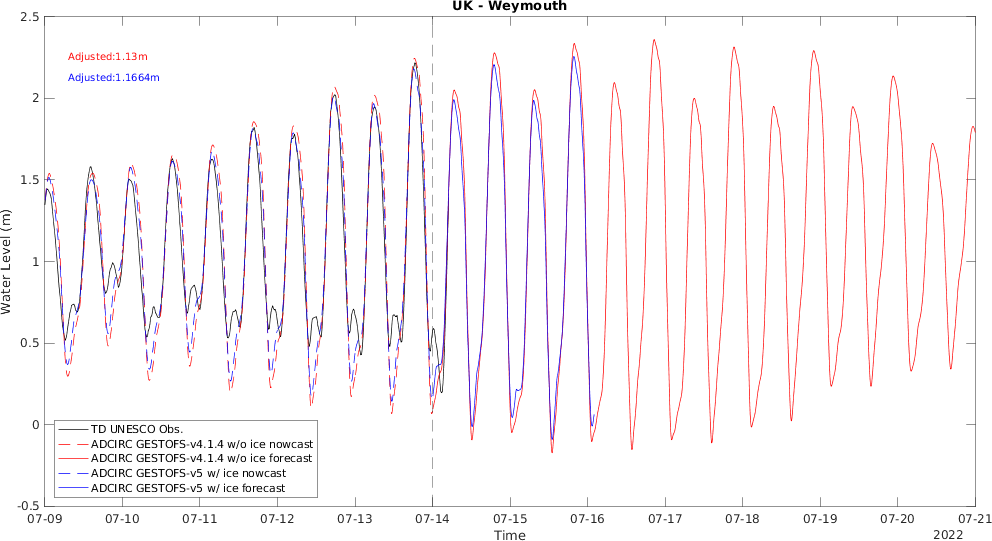 UK - Weymouth
2.5
2
1.5
1
0.5
0
-0.5
Water Level (m)
Adjusted:1.13m
Adjusted:1.1664m
TD UNESCO Obs.
ADCIRC GESTOFS-v4.1.4 w/o ice nowcast
ADCIRC GESTOFS-v4.1.4 w/o ice forecast
ADCIRC GESTOFS-v5 w/ ice nowcast
ADCIRC GESTOFS-v5 w/ ice forecast
07-09 07-10 07-11 07-12 07-13 07-14 07-15 07-16 07-17 07-18 07-19 07-20 07-21
Time
2022